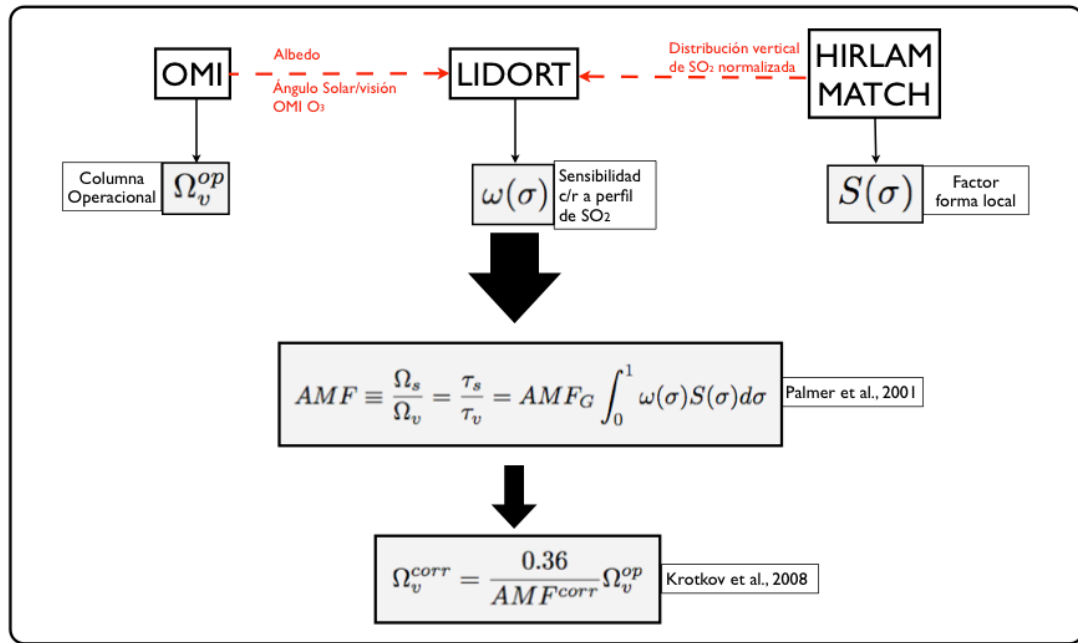 OMI
Albedo
Ángulo Solar/visión
OMI O₃
LIDORT
Distribución vertical
de SO₂ normalizada
HIRLAM
MATCH
Columna
Operacional
Ω_v^{op}
ω(σ)
Sensibilidad
c/r a perfil
de SO₂
S(σ)
Factor
forma local
AMF ≡ Ω_s/Ω_v = τ_s/τ_v = AMF_G ∫_0^1 ω(σ)S(σ)dσ
Palmer et al., 2001
Ω_v^{corr} = 0.36/AMF^{corr} Ω_v^{op}
Krotkov et al., 2008